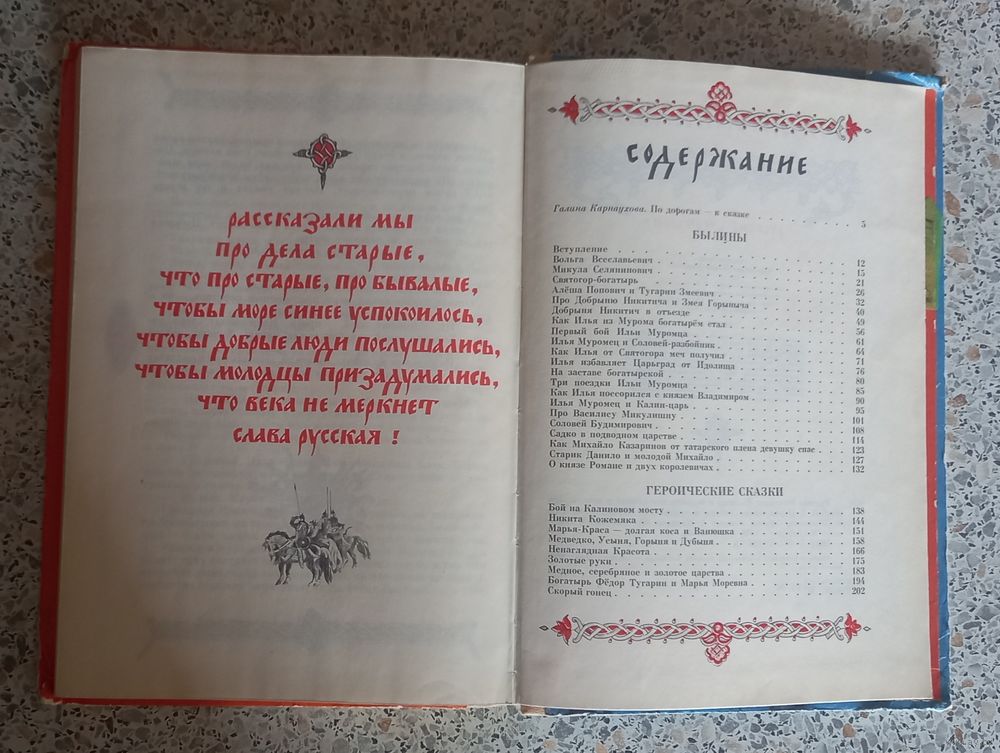 РАССКАЗАЛИ МЫ
ПРО ДЕЛА СТАРЫЕ,
ЧТО ПРО СТАРЫЕ, ПРО БЫВАЛЫЕ,
ЧТОБЫ МОРЕ СИНЕЕ УСПОКОИЛОСЬ,
ЧТОБЫ ДОБРЫЕ ЛЮДИ ПОСЛУШАЛИСЬ,
ЧТОБЫ МОЛОДЦЫ ПРИЗАДУМАЛИСЬ,
ЧТО ВЕКА НЕ МЕРКНЕТ
СЛАВА РУССКАЯ!
СОДЕРЖАНИЕ
Галина Карнаухова. По дорогам — к сказке . . . 5
БЫЛИНЫ
Вступление . . . 12
Вольга Всеславьевич . . . 15
Микула Селянинович . . . 21
Святогор-богатырь . . . 26
Алёша Попович и Тугарин Змеевич . . . 32
Про Добрыню Никитича и Змея Горыныча . . . 40
Добрыня Никитич в отъезде . . . 49
Как Илья из Мурома богатырём стал . . . 56
Первый бой Ильи Муромца . . . 61
Илья Муромец и Соловей-разбойник . . . 64
Как Илья от Святогора меч получил . . . 71
Илья избавляет Царьград от Идолища . . . 76
На заставе богатырской . . . 80
Три поездки Ильи Муромца . . . 85
Как Илья поссорился с князем Владимиром . . . 90
Илья Муромец и Калин-царь . . . 95
Про Василису Микулишну . . . 101
Соловей Будимирович . . . 108
Садко в подводном царстве . . . 114
Как Михайло Казаринов от татарского плена девушку спас . . . 123
Старик Данило и молодой Михайло . . . 127
О князе Романе и двух королевичах . . . 132
ГЕРОИЧЕСКИЕ СКАЗКИ
Бой на Калиновом мосту . . . 138
Никита Кожемяка . . . 144
Марья-Краса — долгая коса и Ванюшка . . . 151
Медведко, Усыня, Горыня и Дубыня . . . 158
Ненаглядная Красота . . . 166
Золотые руки . . . 175
Медное, серебряное и золотое царства . . . 183
Богатырь Фёдор Тугарин и Марья Моревна . . . 194
Скорый гонец . . . 202